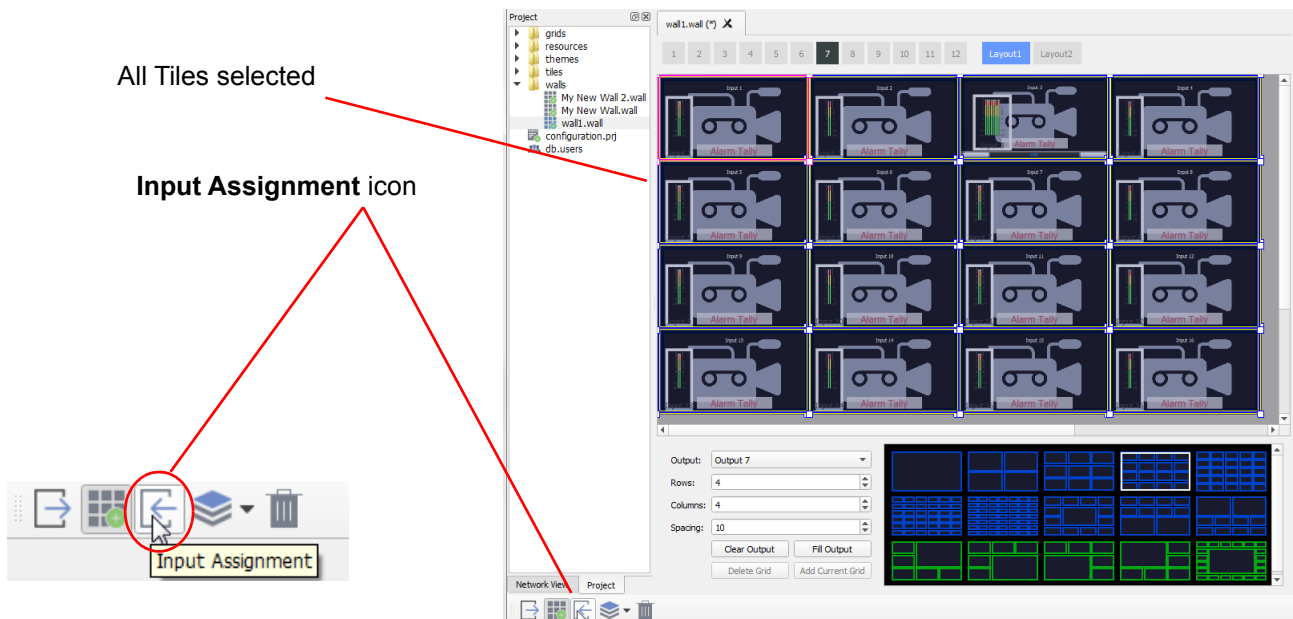 All Tiles selected
Input Assignment icon
Input Assignment
Project
grids
resources
themes
tiles
walls
My New Wall 2.wall
My New Wall.wall
wall1.wall
configuration.prj
db.users
Network View
Project
wall1.wall (*)
1 2 3 4 5 6 7 8 9 10 11 12 Layout1 Layout2
Input 1 Input 2 Input 3 Input 4
Alarm Tally Alarm Tally Alarm Tally Alarm Tally
Input 5 Input 6 Input 7 Input 8
Alarm Tally Alarm Tally Alarm Tally Alarm Tally
Input 9 Input 10 Input 11 Input 12
Alarm Tally Alarm Tally Alarm Tally Alarm Tally
Input 13 Input 14 Input 15 Input 16
Alarm Tally Alarm Tally Alarm Tally Alarm Tally
Output: Output 7
Rows: 4
Columns: 4
Spacing: 10
Clear Output Fill Output
Delete Grid Add Current Grid